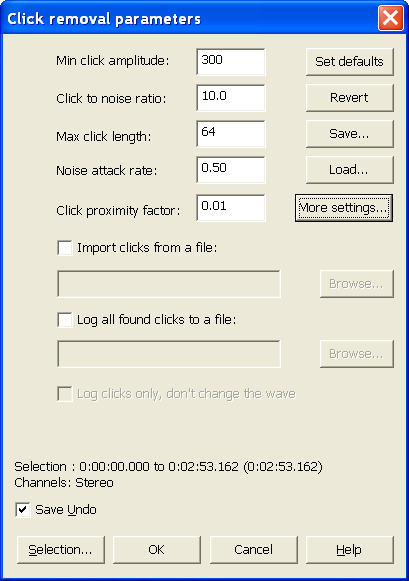 Click removal parameters
Min click amplitude: 300 Set defaults
Click to noise ratio: 10.0 Revert
Max click length: 64 Save...
Noise attack rate: 0.50 Load...
Click proximity factor: 0.01 More settings...
Import clicks from a file:
Browse...
Log all found clicks to a file:
Browse...
Log clicks only, don't change the wave
Selection : 0:00:00.000 to 0:02:53.162 (0:02:53.162)
Channels: Stereo
Save Undo
Selection... OK Cancel Help